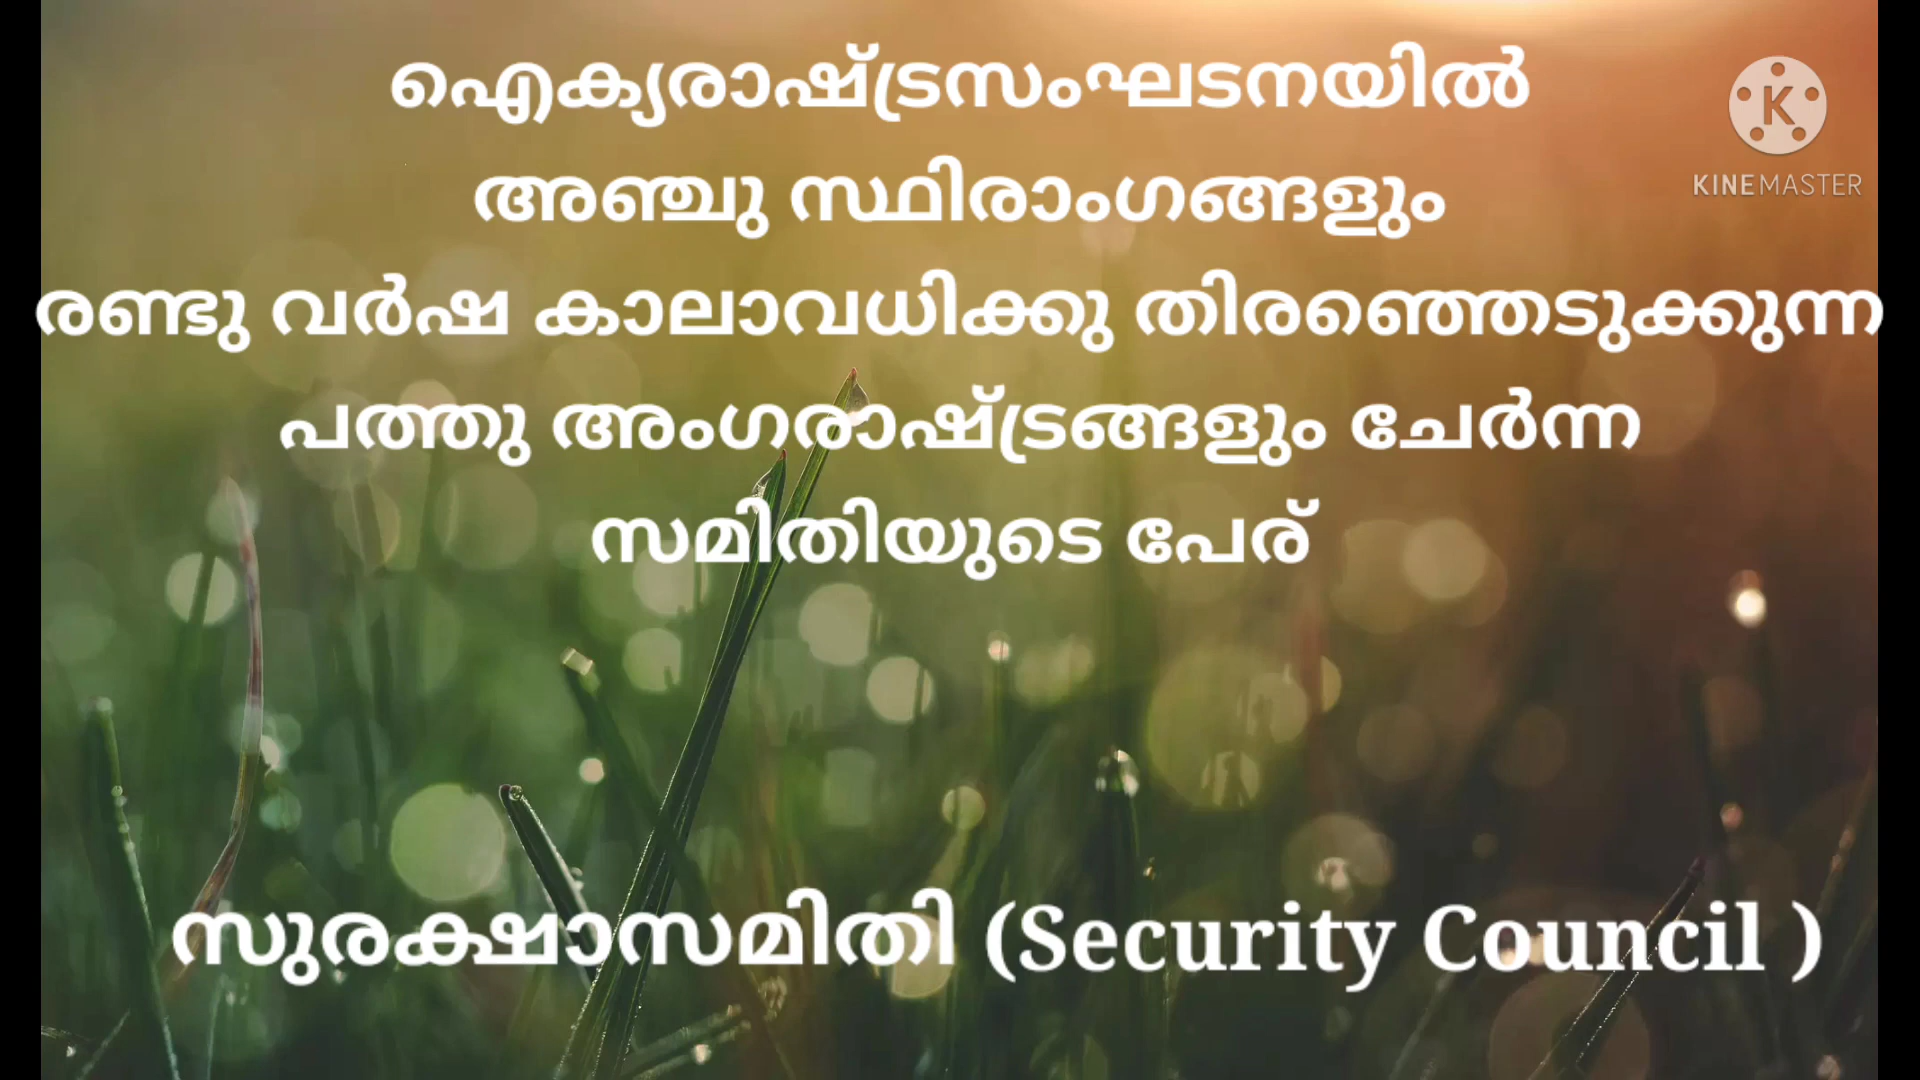 ഐക്യരാഷ്ട്രസംഘടനയിൽ
അഞ്ചു സ്ഥിരാംഗങ്ങളും
രണ്ടു വർഷ കാലാവധിക്കു തിരഞ്ഞെടുക്കുന്ന
പത്തു അംഗരാഷ്ട്രങ്ങളും ചേർന്ന
സമിതിയുടെ പേര്
സുരക്ഷാസമിതി (Security Council )
K
KINEMASTER